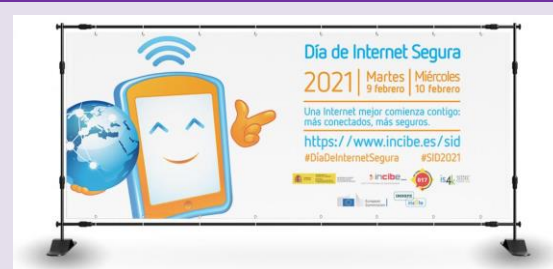 Día de Internet Segura
2021 Martes 9 febrero Miércoles 10 febrero
Una Internet mejor comienza contigo:
más conectados, más seguros.
https://www.incibe.es/sid
#DíaDeInternetSegura #SID2021
incibe
is4k